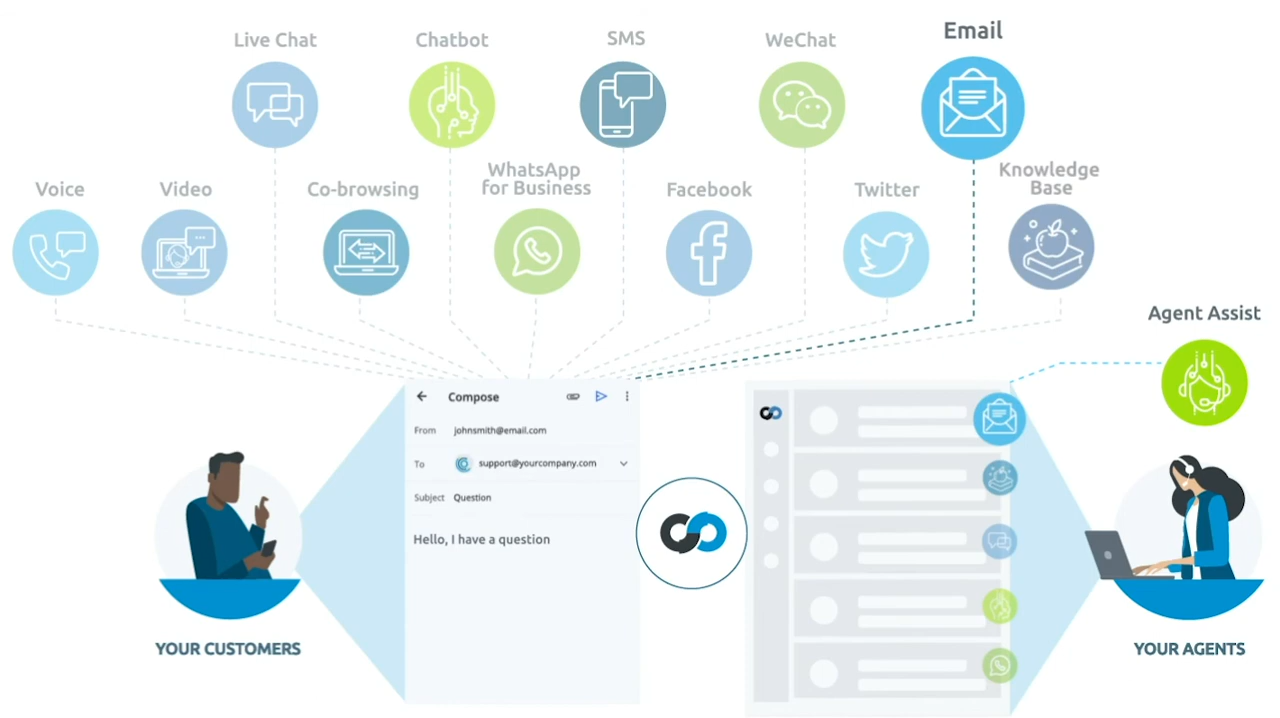 Live Chat
Chatbot
SMS
WeChat
Email
Voice
Video
Co-browsing
WhatsApp
for Business
Facebook
Twitter
Knowledge
Base
Agent Assist
Compose
From johnsmith@email.com
To support@yourcompany.com
Subject Question
Hello, I have a question
YOUR CUSTOMERS
YOUR AGENTS